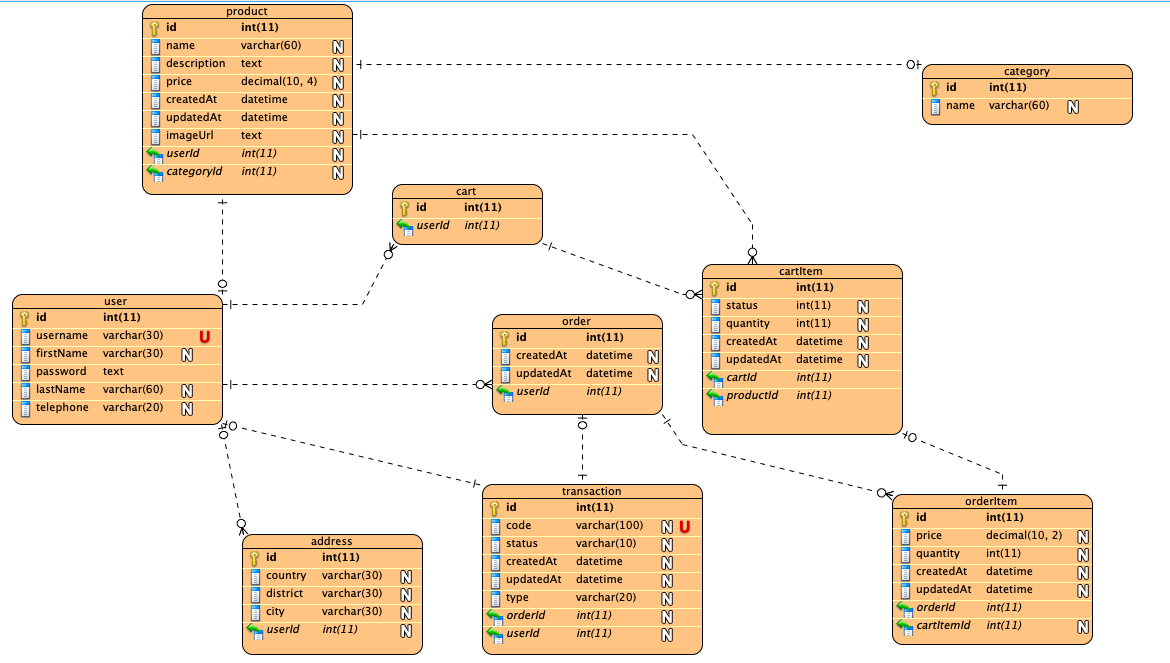 product
id int(11)
name varchar(60) N
description text N
price decimal(10, 4) N
createdAt datetime N
updatedAt datetime N
imageUrl text N
userId int(11) N
categoryId int(11) N
category
id int(11)
name varchar(60) N
cart
id int(11)
userId int(11)
cartItem
id int(11)
status int(11) N
quantity int(11) N
createdAt datetime N
updatedAt datetime N
cartId int(11)
productId int(11)
user
id int(11)
username varchar(30) U
firstName varchar(30) N
password text
lastName varchar(60) N
telephone varchar(20) N
order
id int(11)
createdAt datetime N
updatedAt datetime N
userId int(11)
transaction
id int(11)
code varchar(100) N U
status varchar(10) N
createdAt datetime N
updatedAt datetime N
type varchar(20) N
orderId int(11) N
userId int(11) N
orderItem
id int(11)
price decimal(10, 2) N
quantity int(11) N
createdAt datetime N
updatedAt datetime N
orderId int(11)
cartItemId int(11) N
address
id int(11)
country varchar(30) N
district varchar(30) N
city varchar(30) N
userId int(11) N